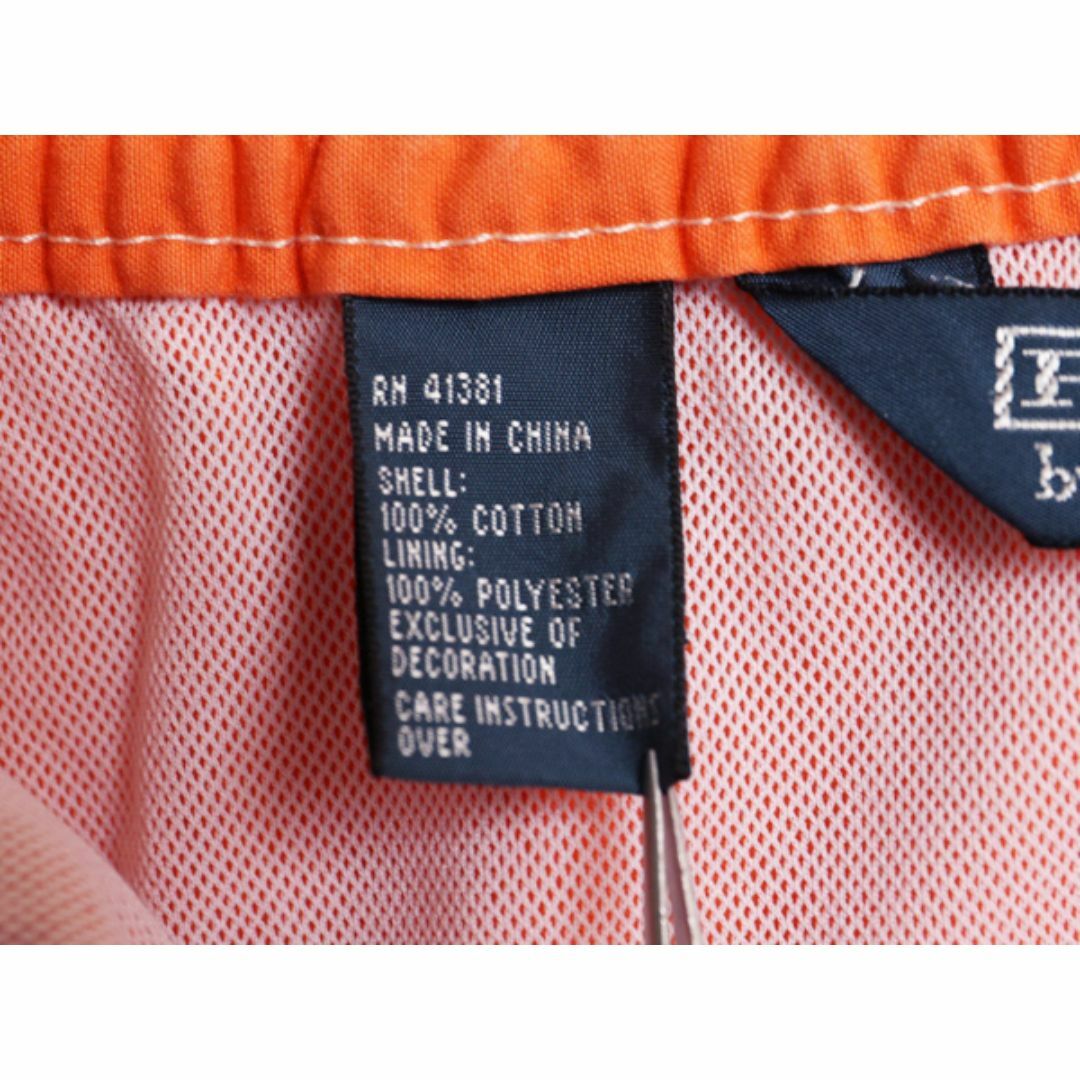 RN 41381
MADE IN CHINA
SHELL:
100% COTTON
LINING:
100% POLYESTER
EXCLUSIVE OF
DECORATION
CARE INSTRUCTIONS
OVER